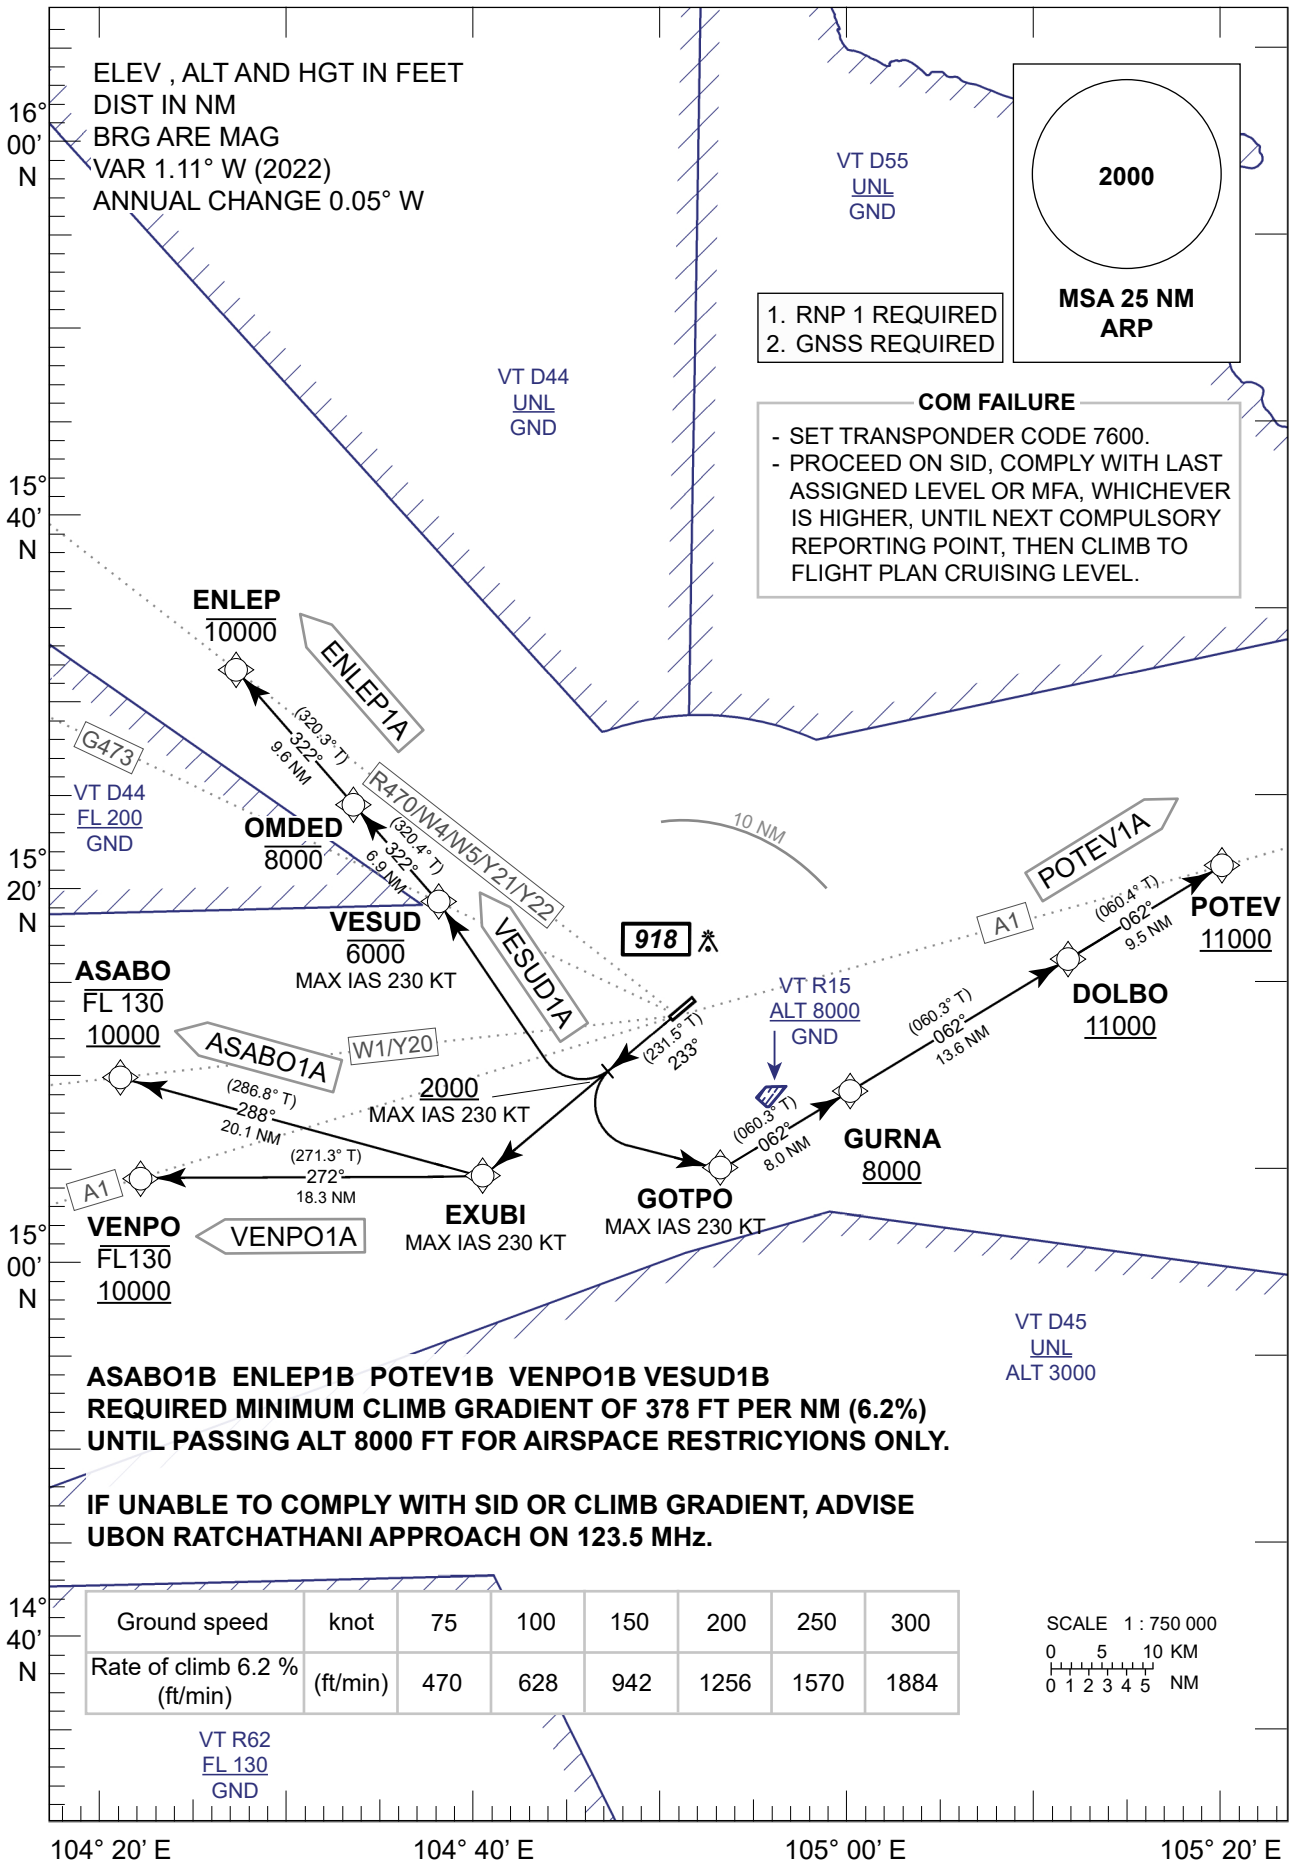 ELEV , ALT AND HGT IN FEET
DIST IN NM
BRG ARE MAG
VAR 1.11° W (2022)
ANNUAL CHANGE 0.05° W
16°
00'
N
VT D55
UNL
GND
2000
MSA 25 NM
ARP
1. RNP 1 REQUIRED
2. GNSS REQUIRED
VT D44
UNL
GND
COM FAILURE
- SET TRANSPONDER CODE 7600.
- PROCEED ON SID, COMPLY WITH LAST
ASSIGNED LEVEL OR MFA, WHICHEVER
IS HIGHER, UNTIL NEXT COMPULSORY
REPORTING POINT, THEN CLIMB TO
FLIGHT PLAN CRUISING LEVEL.
15°
40'
N
ENLEP
10000
ENLEP1A
(320.3° T)
322°
9.6 NM
G473
VT D44
FL 200
GND
R470/W4/W5/Y21/Y22
OMDED
8000
(320.4° T)
322°
6.9 NM
10 NM
POTEV1A
15°
20'
N
VESUD
6000
MAX IAS 230 KT
VESUD1A
918
A1
(060.4° T)
062°
9.5 NM
POTEV
11000
ASABO
FL 130
10000
ASABO1A
W1/Y20
(231.5° T)
233°
VT R15
ALT 8000
GND
DOLBO
11000
(060.3° T)
062°
13.6 NM
(286.8° T)
288°
20.1 NM
2000
MAX IAS 230 KT
(060.3° T)
062°
8.0 NM
GURNA
8000
(271.3° T)
272°
18.3 NM
A1
VENPO
FL130
10000
VENPO1A
EXUBI
MAX IAS 230 KT
GOTPO
MAX IAS 230 KT
15°
00'
N
VT D45
UNL
ALT 3000
ASABO1B ENLEP1B POTEV1B VENPO1B VESUD1B
REQUIRED MINIMUM CLIMB GRADIENT OF 378 FT PER NM (6.2%)
UNTIL PASSING ALT 8000 FT FOR AIRSPACE RESTRICYIONS ONLY.
IF UNABLE TO COMPLY WITH SID OR CLIMB GRADIENT, ADVISE
UBON RATCHATHANI APPROACH ON 123.5 MHz.
14°
40'
N
Ground speed knot 75 100 150 200 250 300
Rate of climb 6.2 %
(ft/min) (ft/min) 470 628 942 1256 1570 1884
SCALE 1 : 750 000
0 5 10 KM
0 1 2 3 4 5 NM
VT R62
FL 130
GND
104° 20' E 104° 40' E 105° 00' E 105° 20' E